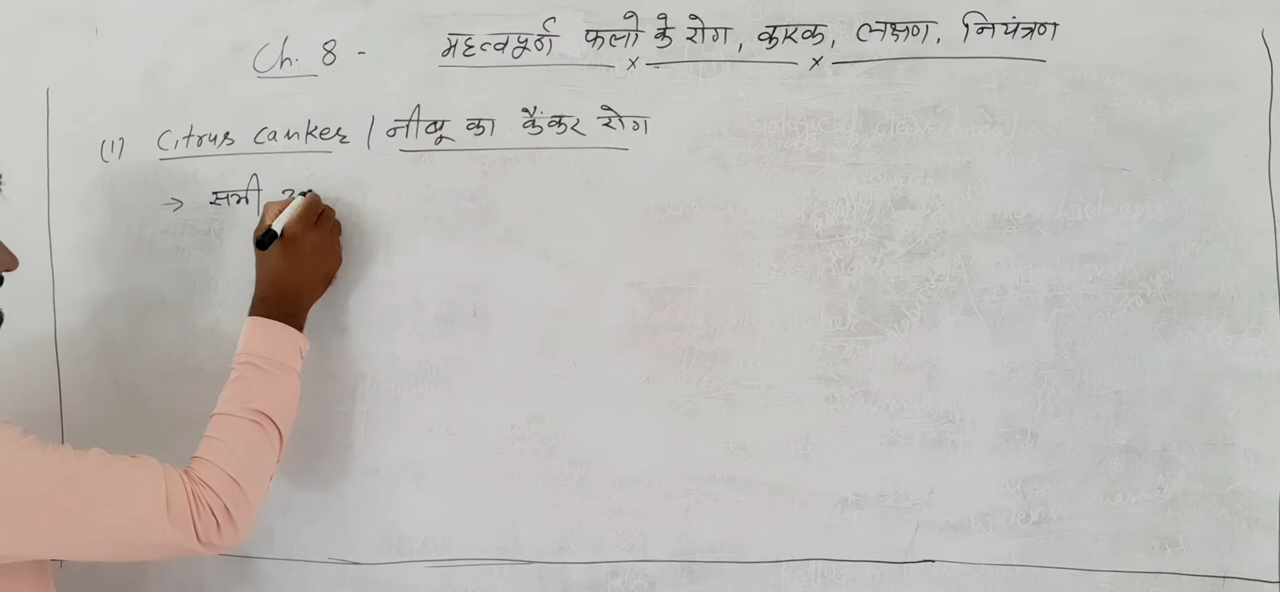 Ch. 8 - महत्वपूर्ण फलो के रोग, कारक, लक्षण, नियंत्रण
(1) Citrus canker / नीबू का कैंकर रोग
→ सभी